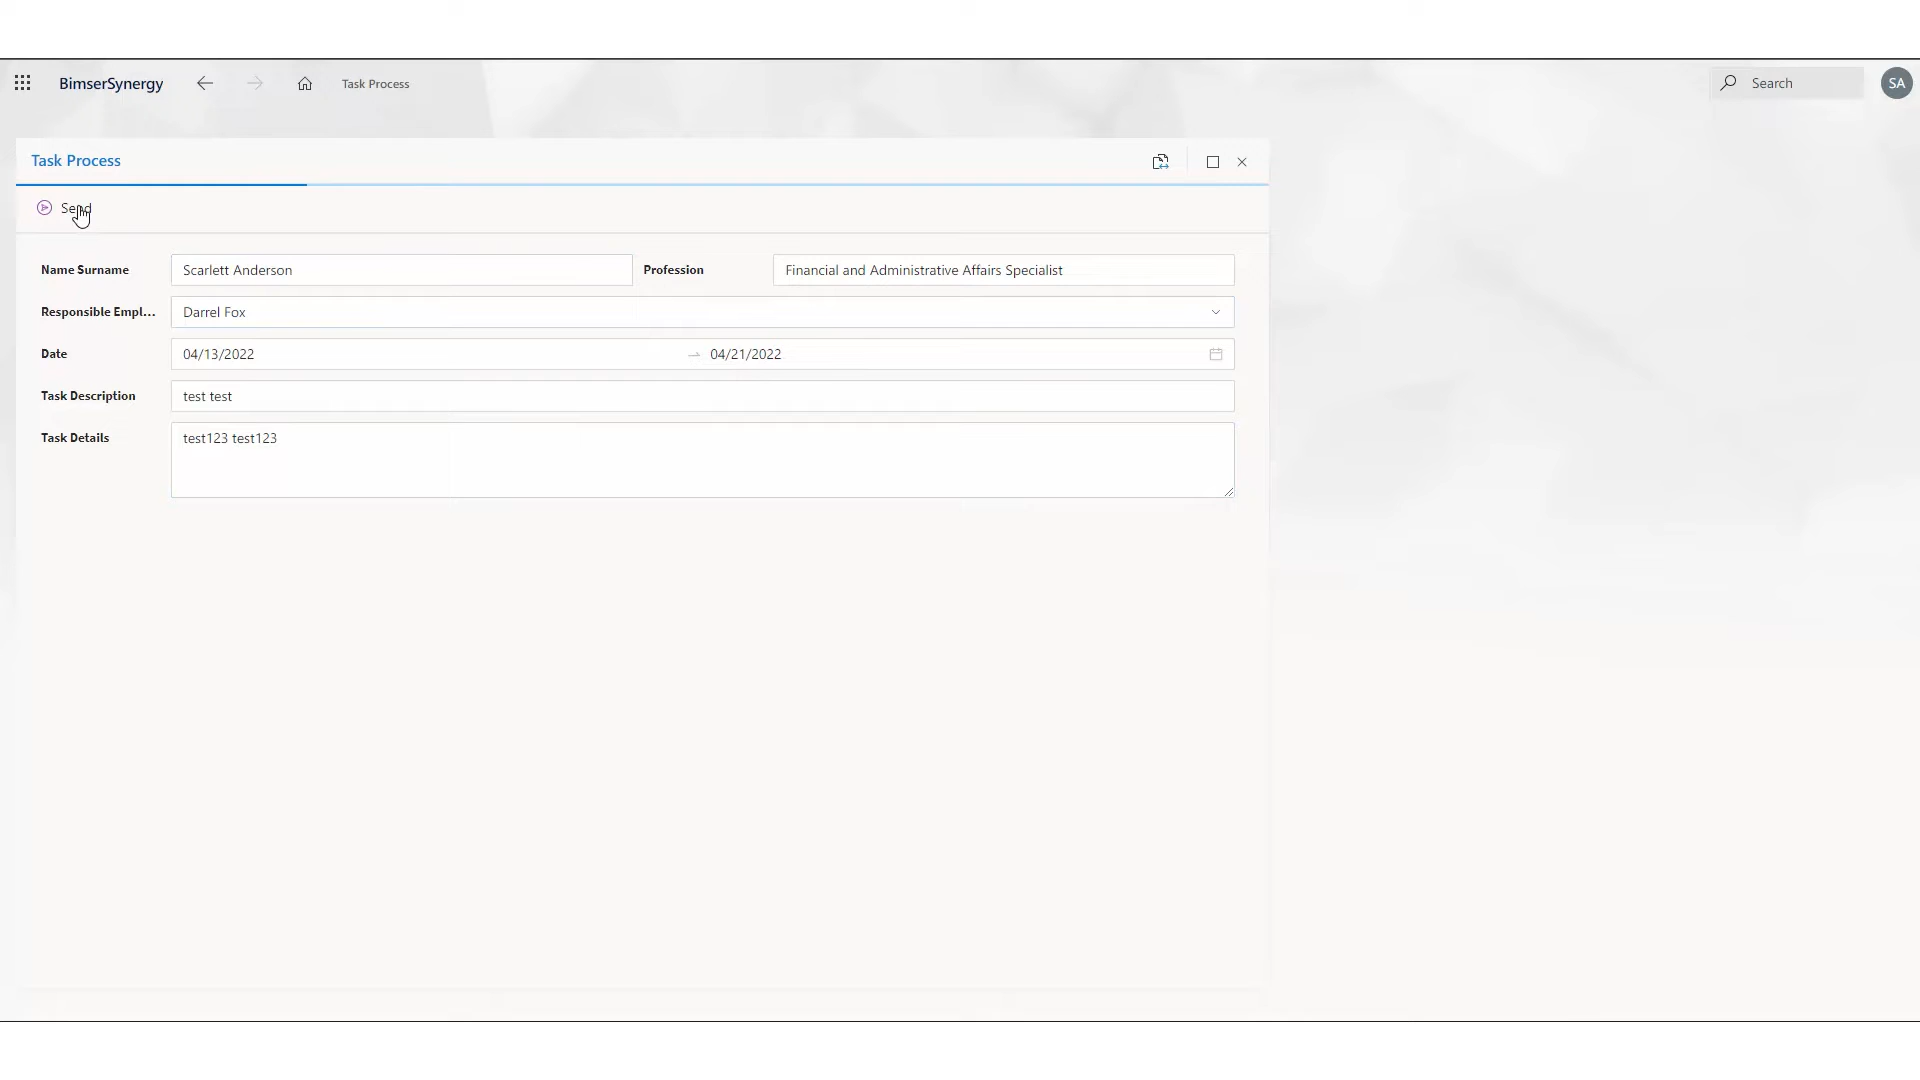 BimserSynergy Task Process Search SA
Task Process
Send
Name Surname Scarlett Anderson Profession Financial and Administrative Affairs Specialist
Responsible Empl... Darrel Fox
Date 04/13/2022 → 04/21/2022
Task Description test test
Task Details test123 test123